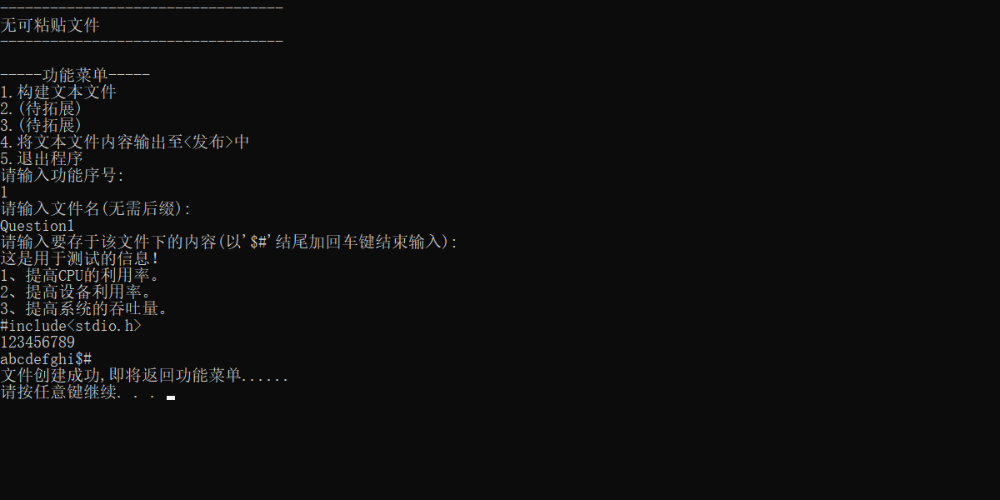 ----------------------------------
无可粘贴文件
----------------------------------
-----功能菜单-----
1.构建文本文件
2.(待拓展)
3.(待拓展)
4.将文本文件内容输出至<发布>中
5.退出程序
请输入功能序号:
1
请输入文件名(无需后缀):
Question1
请输入要存于该文件下的内容(以'$#'结尾加回车键结束输入):
这是用于测试的信息!
1、提高CPU的利用率。
2、提高设备利用率。
3、提高系统的吞吐量。
#include<stdio.h>
123456789
abcdefghi$#
文件创建成功,即将返回功能菜单......
请按任意键继续. . .